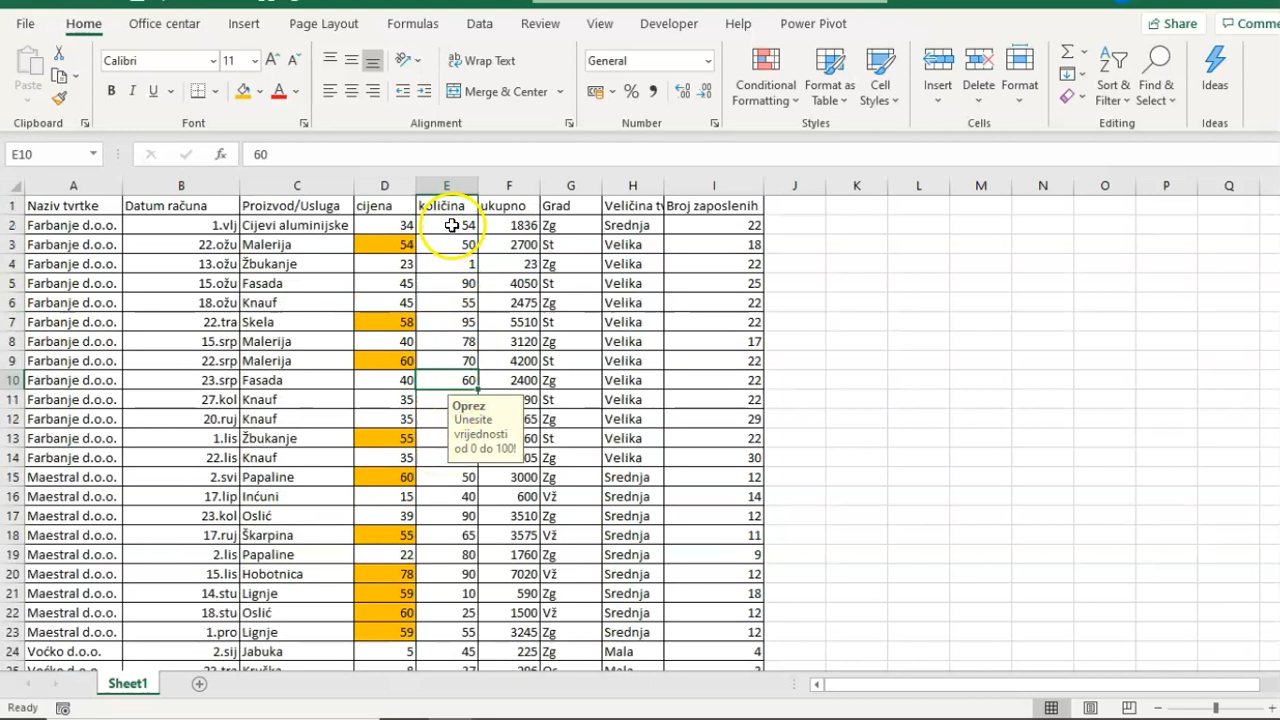 File Home Office centar Insert Page Layout Formulas Data Review View Developer Help Power Pivot Share Comme
Calibri 11 Wrap Text General
Paste B I U Merge & Center Conditional Formatting Format as Table Cell Styles Insert Delete Format Sort & Filter Find & Select Ideas
Clipboard Font Alignment Number Styles Cells Editing Ideas
E10 fx 60
A B C D E F G H I J K L M N O P Q
1 Naziv tvrtke Datum računa Proizvod/Usluga cijena količina ukupno Grad Veličina tv Broj zaposlenih
2 Farbanje d.o.o. 1.vlj Cijevi aluminijske 34 54 1836 Zg Srednja 22
3 Farbanje d.o.o. 22.ožu Malerija 54 50 2700 St Velika 18
4 Farbanje d.o.o. 13.ožu Žbukanje 23 1 23 Zg Velika 22
5 Farbanje d.o.o. 15.ožu Fasada 45 90 4050 St Velika 25
6 Farbanje d.o.o. 18.ožu Knauf 45 55 2475 Zg Velika 22
7 Farbanje d.o.o. 22.tra Skela 58 95 5510 St Velika 22
8 Farbanje d.o.o. 15.srp Malerija 40 78 3120 Zg Velika 17
9 Farbanje d.o.o. 22.srp Malerija 60 70 4200 St Velika 22
10 Farbanje d.o.o. 23.srp Fasada 40 60 2400 Zg Velika 22
11 Farbanje d.o.o. 27.kol Knauf 35 90 St Velika 22
12 Farbanje d.o.o. 20.ruj Knauf 35 65 Zg Velika 29
13 Farbanje d.o.o. 1.lis Žbukanje 55 60 St Velika 22
14 Farbanje d.o.o. 22.lis Knauf 35 05 Zg Velika 30
Oprez
Unesite
vrijednosti
od 0 do 100!
15 Maestral d.o.o. 2.svi Papaline 60 50 3000 Zg Srednja 12
16 Maestral d.o.o. 17.lip Inćuni 15 40 600 Vž Srednja 14
17 Maestral d.o.o. 23.kol Oslić 39 90 3510 Zg Srednja 12
18 Maestral d.o.o. 17.ruj Škarpina 55 65 3575 Vž Srednja 11
19 Maestral d.o.o. 2.lis Papaline 22 80 1760 Zg Srednja 9
20 Maestral d.o.o. 15.lis Hobotnica 78 90 7020 Vž Srednja 12
21 Maestral d.o.o. 14.stu Lignje 59 10 590 Zg Srednja 18
22 Maestral d.o.o. 18.stu Oslić 60 25 1500 Vž Srednja 12
23 Maestral d.o.o. 1.pro Lignje 59 55 3245 Zg Srednja 12
24 Voćko d.o.o. 2.sij Jabuka 5 45 225 Zg Mala 4
Sheet1
Ready